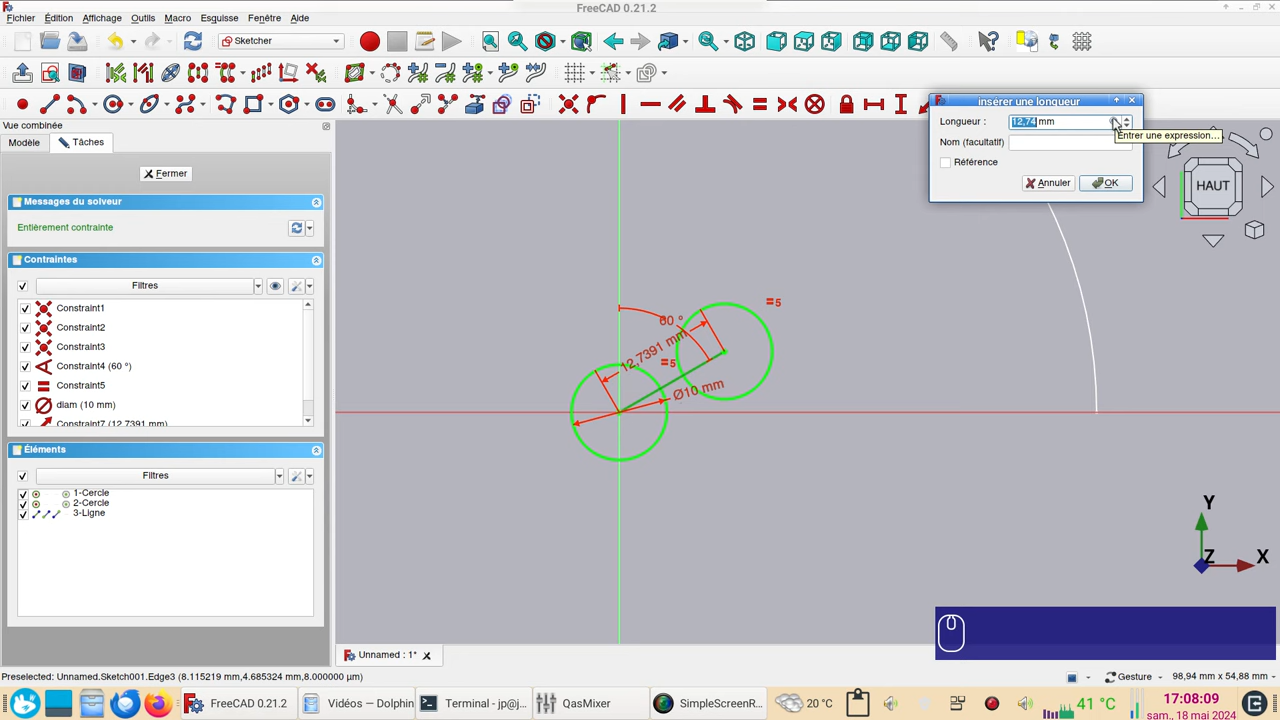 FreeCAD 0.21.2
Fichier Édition Affichage Outils Macro Esquisse Fenêtre Aide
Sketcher
Vue combinée
Modèle Tâches
Fermer
Messages du solveur
Entièrement contrainte
Contraintes
Filtres
Constraint1
Constraint2
Constraint3
Constraint4 (60 °)
Constraint5
diam (10 mm)
Constraint7 (12,7391 mm)
Éléments
Filtres
1-Cercle
2-Cercle
3-Ligne
insérer une longueur
Longueur : 12,74 mm
Entrer une expression...
Nom (facultatif)
Référence
Annuler OK
HAUT
=5
60 °
12,7391 mm
=5
Ø10 mm
Y
Z X
Unnamed : 1*
Preselected: Unnamed.Sketch001.Edge3 (8.115219 mm, 4.685324 mm, 8.000000 µm) Gesture 98,94 mm x 54,88 mm
FreeCAD 0.21.2 Vidéos — Dolphin Terminal - jp@j... QasMixer SimpleScreenR... 20 °C 41 °C 17:08:09
sam., 18 mai 2024